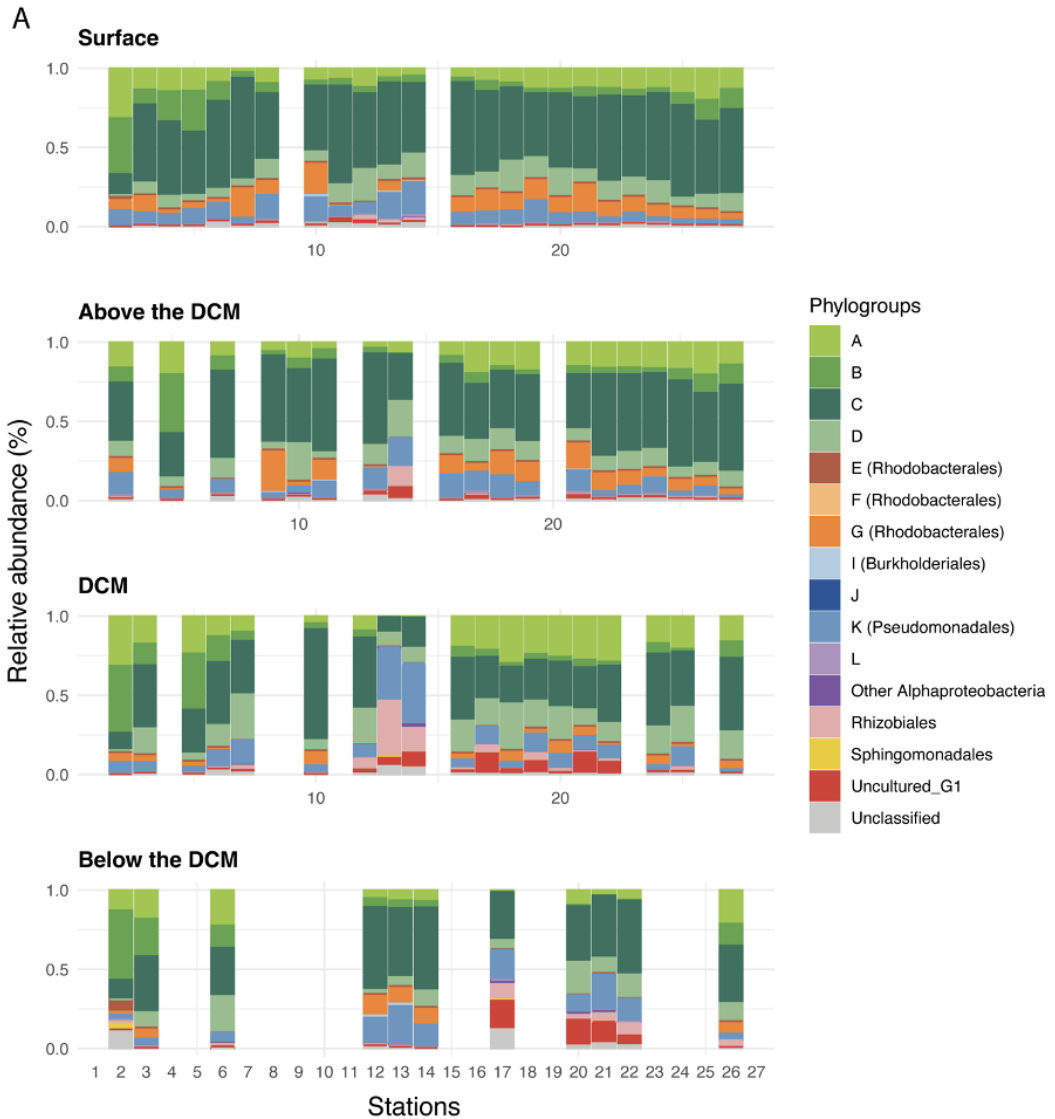 A
Surface
1.0
0.5
0.0
10 20
Above the DCM
1.0
0.5
0.0
10 20
DCM
1.0
0.5
0.0
10 20
Below the DCM
1.0
0.5
0.0
1 2 3 4 5 6 7 8 9 10 11 12 13 14 15 16 17 18 19 20 21 22 23 24 25 26 27
Stations
Relative abundance (%)
Phylogroups
A
B
C
D
E (Rhodobacterales)
F (Rhodobacterales)
G (Rhodobacterales)
I (Burkholderiales)
J
K (Pseudomonadales)
L
Other Alphaproteobacteria
Rhizobiales
Sphingomonadales
Uncultured_G1
Unclassified